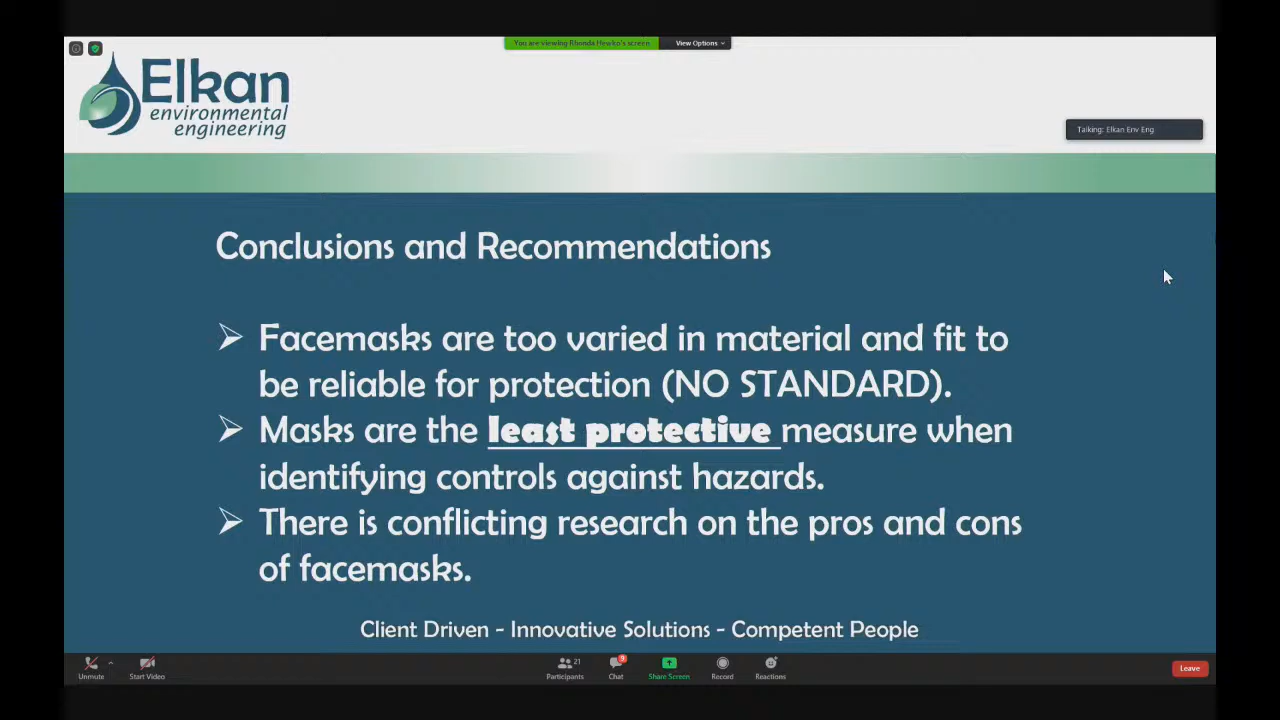 You are viewing Rhonda Hewko's screen
View Options
Elkan
environmental
engineering
Talking: Elkan Env Eng
Conclusions and Recommendations
Facemasks are too varied in material and fit to
be reliable for protection (NO STANDARD).
Masks are the least protective measure when
identifying controls against hazards.
There is conflicting research on the pros and cons
of facemasks.
Client Driven - Innovative Solutions - Competent People
Unmute
Start Video
Participants
21
Chat
9
Share Screen
Record
Reactions
Leave